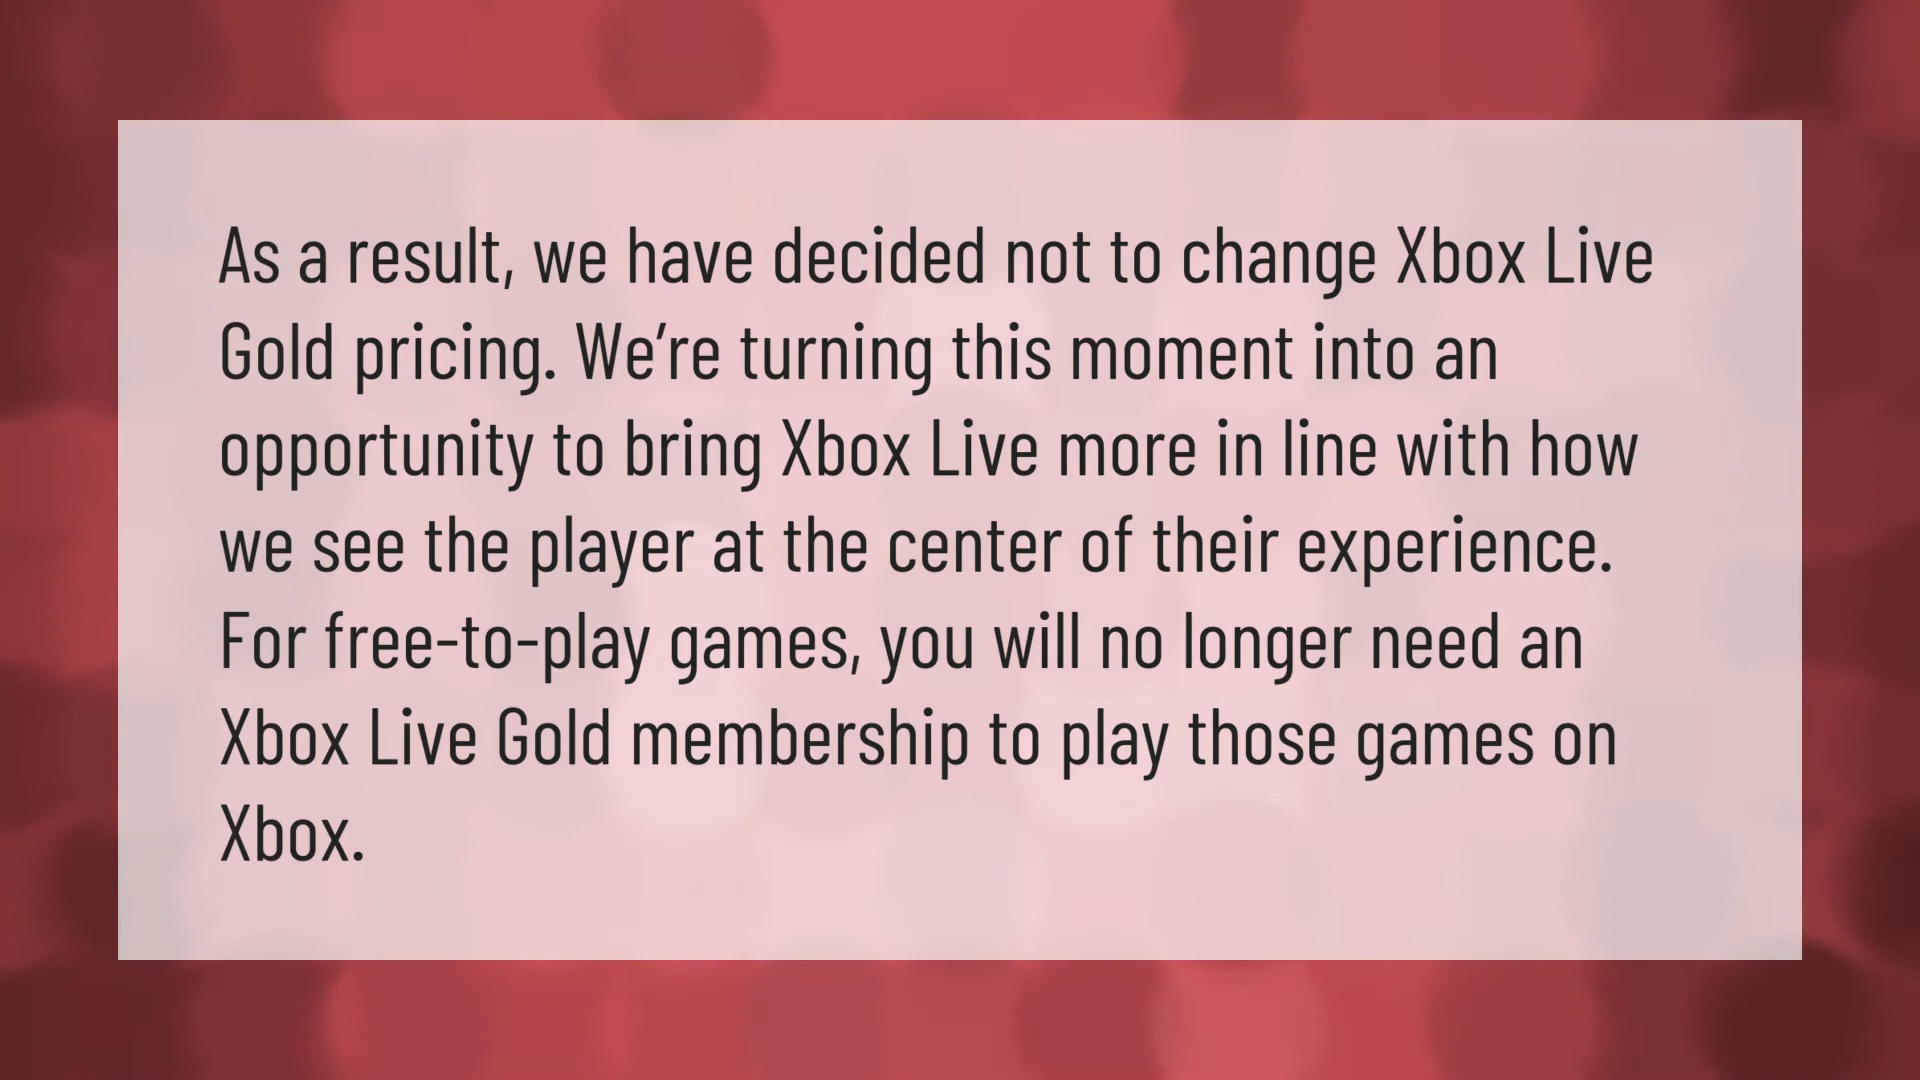 As a result, we have decided not to change Xbox Live
Gold pricing. We’re turning this moment into an
opportunity to bring Xbox Live more in line with how
we see the player at the center of their experience.
For free-to-play games, you will no longer need an
Xbox Live Gold membership to play those games on
Xbox.